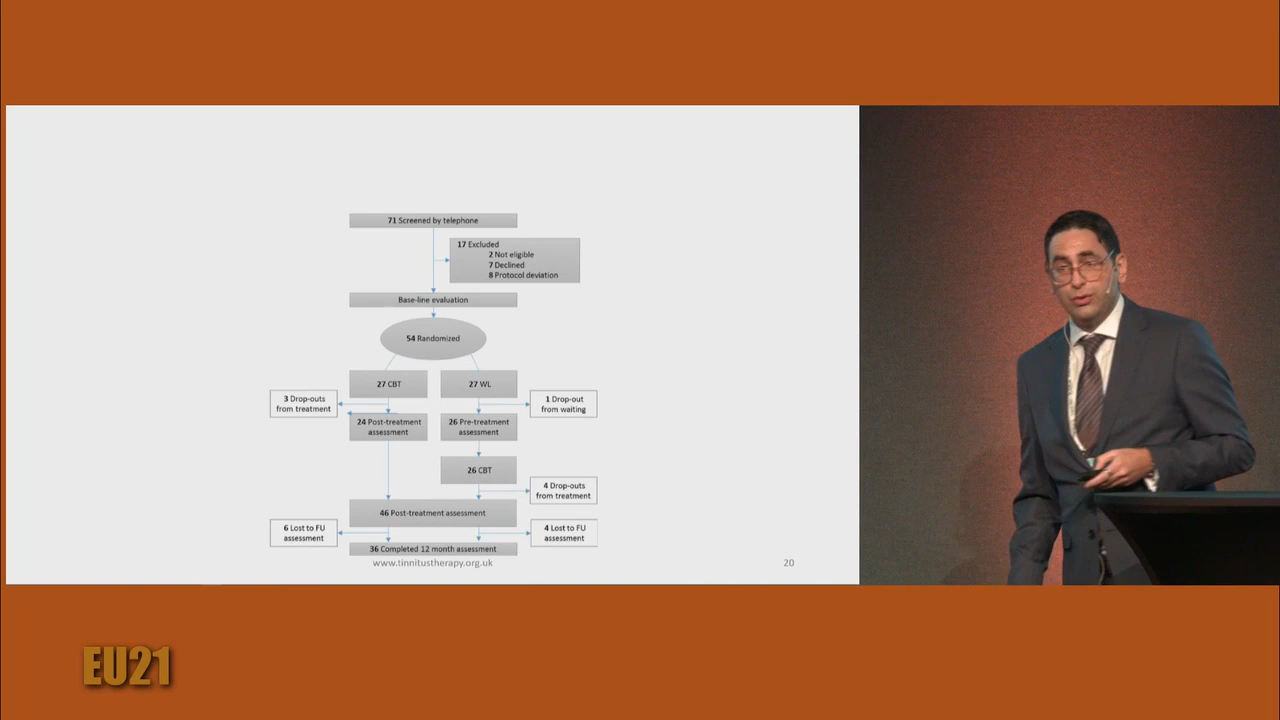 71 Screened by telephone
17 Excluded
2 Not eligible
7 Declined
8 Protocol deviation
Base-line evaluation
54 Randomized
27 CBT
27 WL
3 Drop-outs
from treatment
1 Drop-out
from waiting
24 Post-treatment
assessment
26 Pre-treatment
assessment
26 CBT
4 Drop-outs
from treatment
46 Post-treatment assessment
6 Lost to FU
assessment
4 Lost to FU
assessment
36 Completed 12 month assessment
www.tinnitustherapy.org.uk
20
EU21